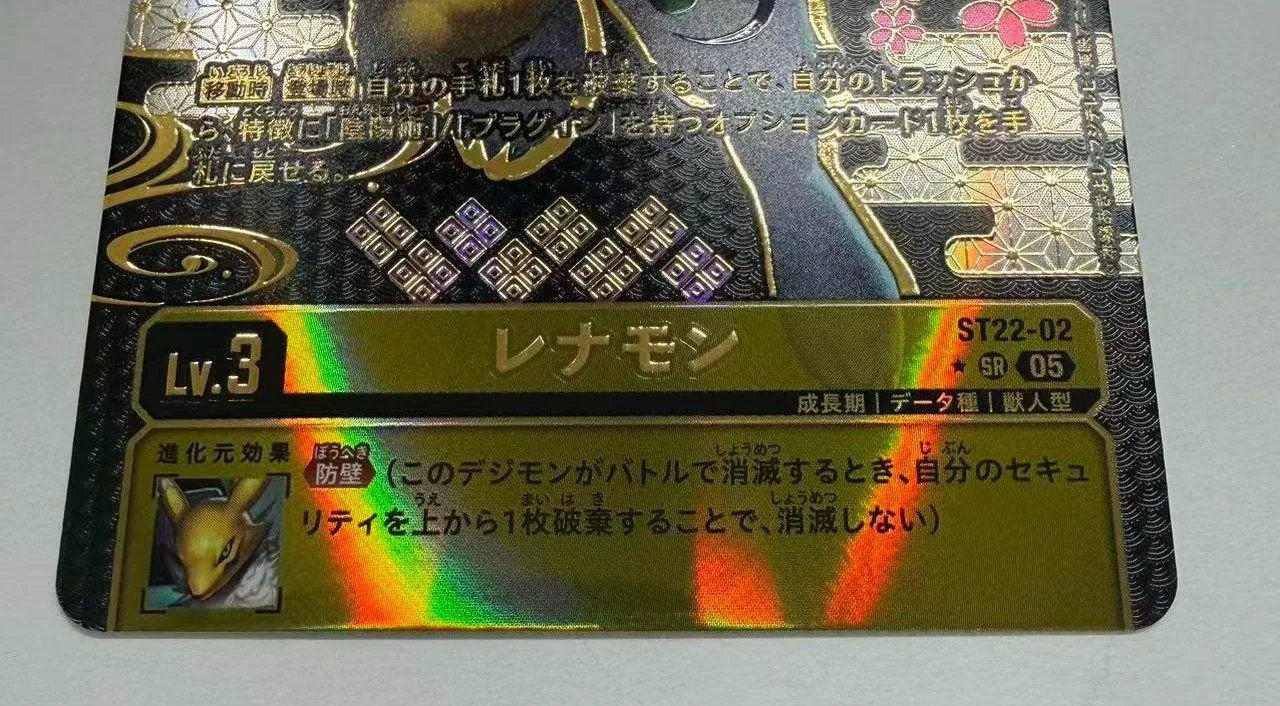 移動時 登場時 自分の手札1枚を破棄することで、自分のトラッシュか
ら、特徴に「陰陽術」/「プラグイン」を持つオプションカード1枚を手
札に戻せる。
Lv.3
レナモン
ST22-02
SR 05
成長期 | データ種 | 獣人型
進化元効果
防壁 (このデジモンがバトルで消滅するとき、自分のセキュ
リティを上から1枚破棄することで、消滅しない)